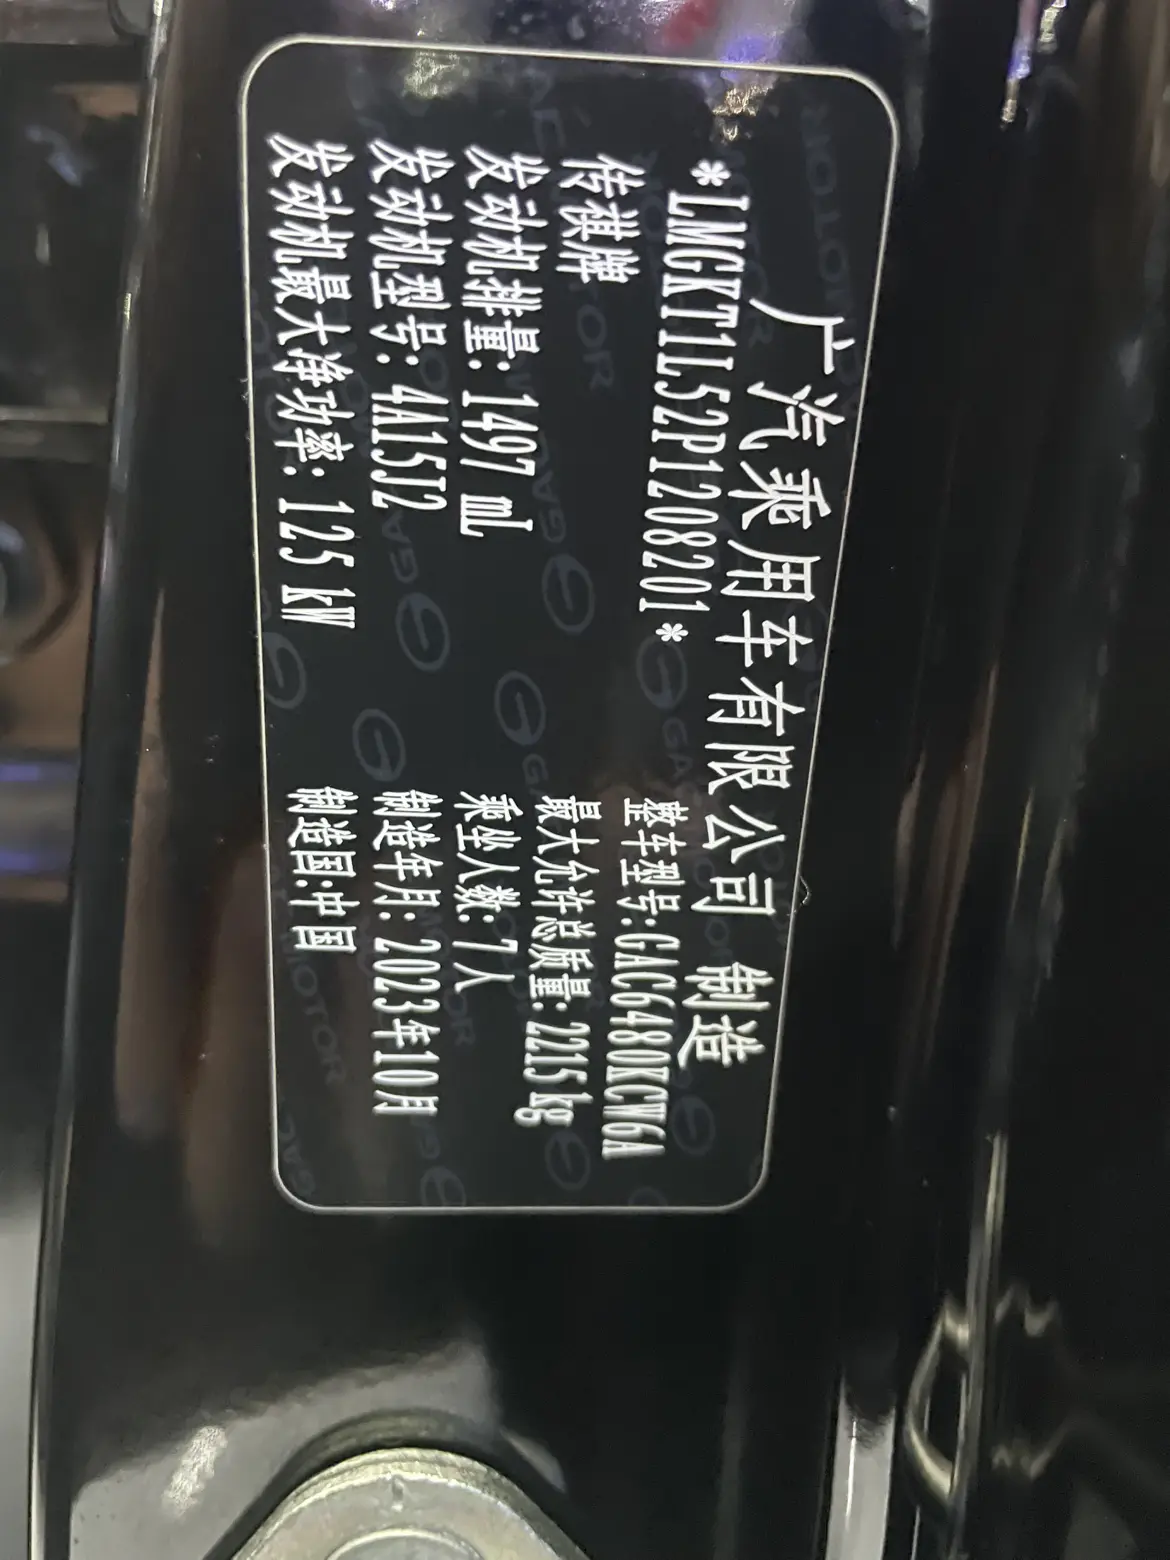 广汽乘用车有限公司 制造
*LMGKT1L52P1208201*
传祺牌 整车型号:GAC6480KCW6A
发动机排量: 1497 mL 最大允许总质量: 2215 kg
发动机型号: 4A15J2 乘坐人数: 7人
发动机最大净功率: 125 kW 制造年月: 2023年10月
制造国:中国